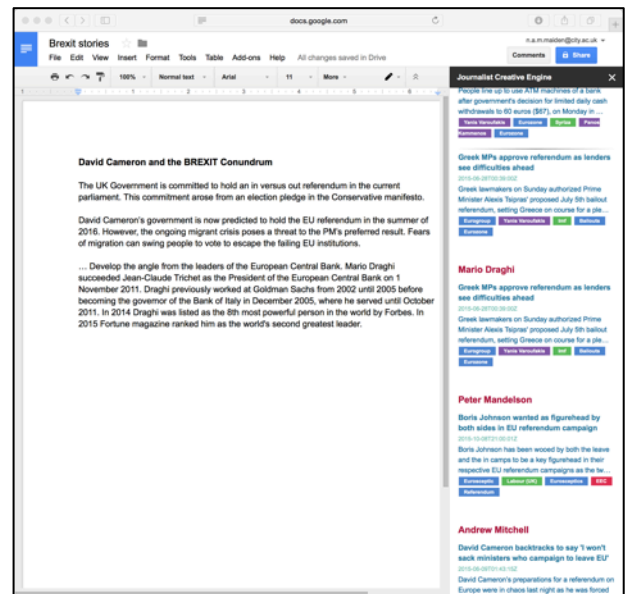 docs.google.com
Brexit stories
n.a.m.maiden@city.ac.uk
File Edit View Insert Format Tools Table Add-ons Help All changes saved in Drive
Comments
Share
100% Normal text Arial 11 More
Journalist Creative Engine
David Cameron and the BREXIT Conundrum
The UK Government is committed to hold an in versus out referendum in the current
parliament. This commitment arose from an election pledge in the Conservative manifesto.
David Cameron's government is now predicted to hold the EU referendum in the summer of
2016. However, the ongoing migrant crisis poses a threat to the PM's preferred result. Fears
of migration can swing people to vote to escape the failing EU institutions.
... Develop the angle from the leaders of the European Central Bank. Mario Draghi
succeeded Jean-Claude Trichet as the President of the European Central Bank on 1
November 2011. Draghi previously worked at Goldman Sachs from 2002 until 2005 before
becoming the governor of the Bank of Italy in December 2005, where he served until October
2011. In 2014 Draghi was listed as the 8th most powerful person in the world by Forbes. In
2015 Fortune magazine ranked him as the world's second greatest leader.
People line up to use ATM machines of a bank
after government's decision for limited daily cash
withdrawals to 60 euros ($67), on Monday in ...
Yanis Varoufakis Eurozone Syriza Panos
Kammenos Eurozone
Greek MPs approve referendum as lenders
see difficulties ahead
Greek lawmakers on Sunday authorized Prime
Minister Alexis Tsipras' proposed July 5th bailout
referendum, setting Greece on course for a ple...
Eurogroup Yanis Varoufakis Imf Bailouts
Eurozone
Mario Draghi
Greek MPs approve referendum as lenders
see difficulties ahead
Greek lawmakers on Sunday authorized Prime
Minister Alexis Tsipras' proposed July 5th bailout
referendum, setting Greece on course for a ple...
Eurogroup Yanis Varoufakis Imf Bailouts
Eurozone
Peter Mandelson
Boris Johnson wanted as figurehead by
both sides in EU referendum campaign
Boris Johnson has been wooed by both the leave
and the in camps to be a key figurehead in their
respective EU referendum campaigns as the tw...
Eurosceptic Labour (UK) Eurosceptics EEC
Referendum
Andrew Mitchell
David Cameron backtracks to say 'I won't
sack ministers who campaign to leave EU'
David Cameron's preparations for a referendum on
Europe were in chaos last night as he was forced